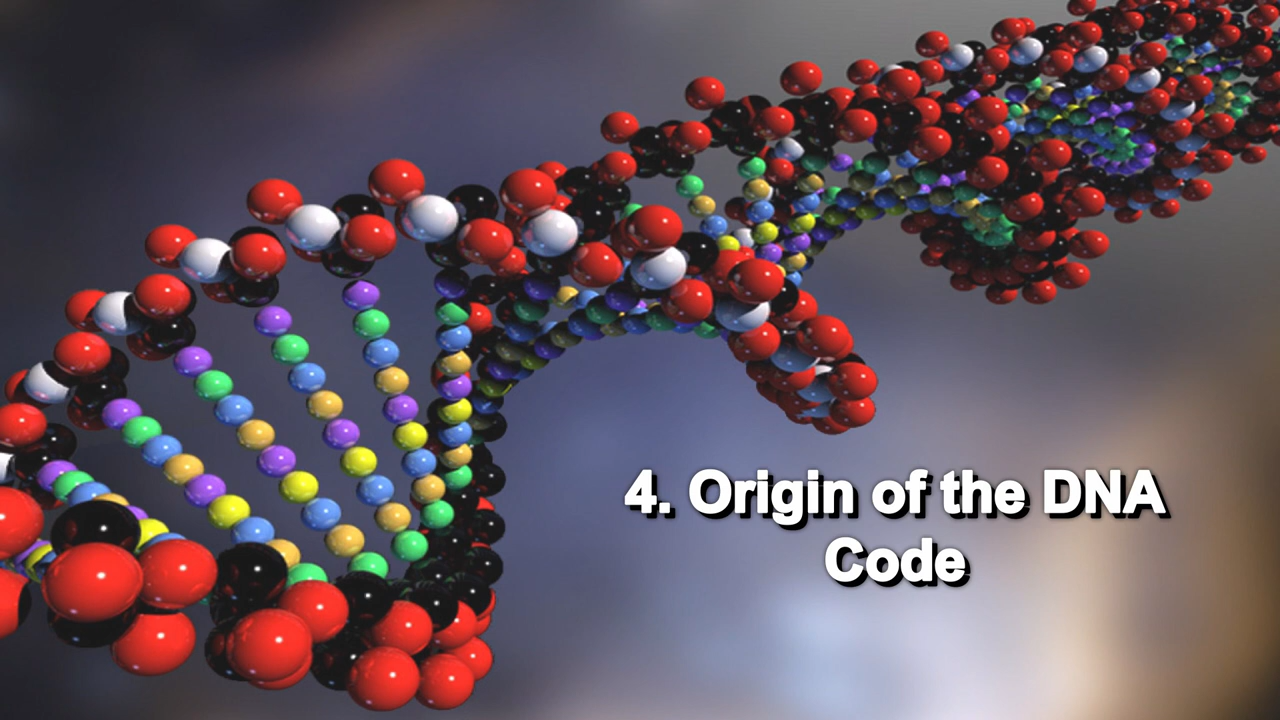 4. Origin of the DNA
Code